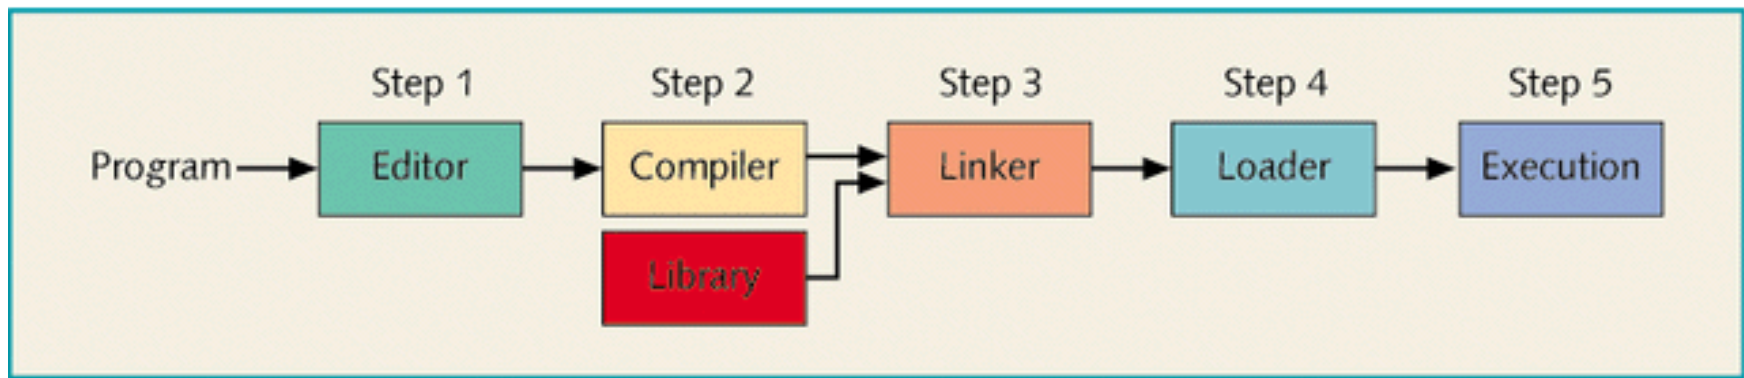 Step 1
Step 2
Step 3
Step 4
Step 5
Program
Editor
Compiler
Linker
Loader
Execution
Library